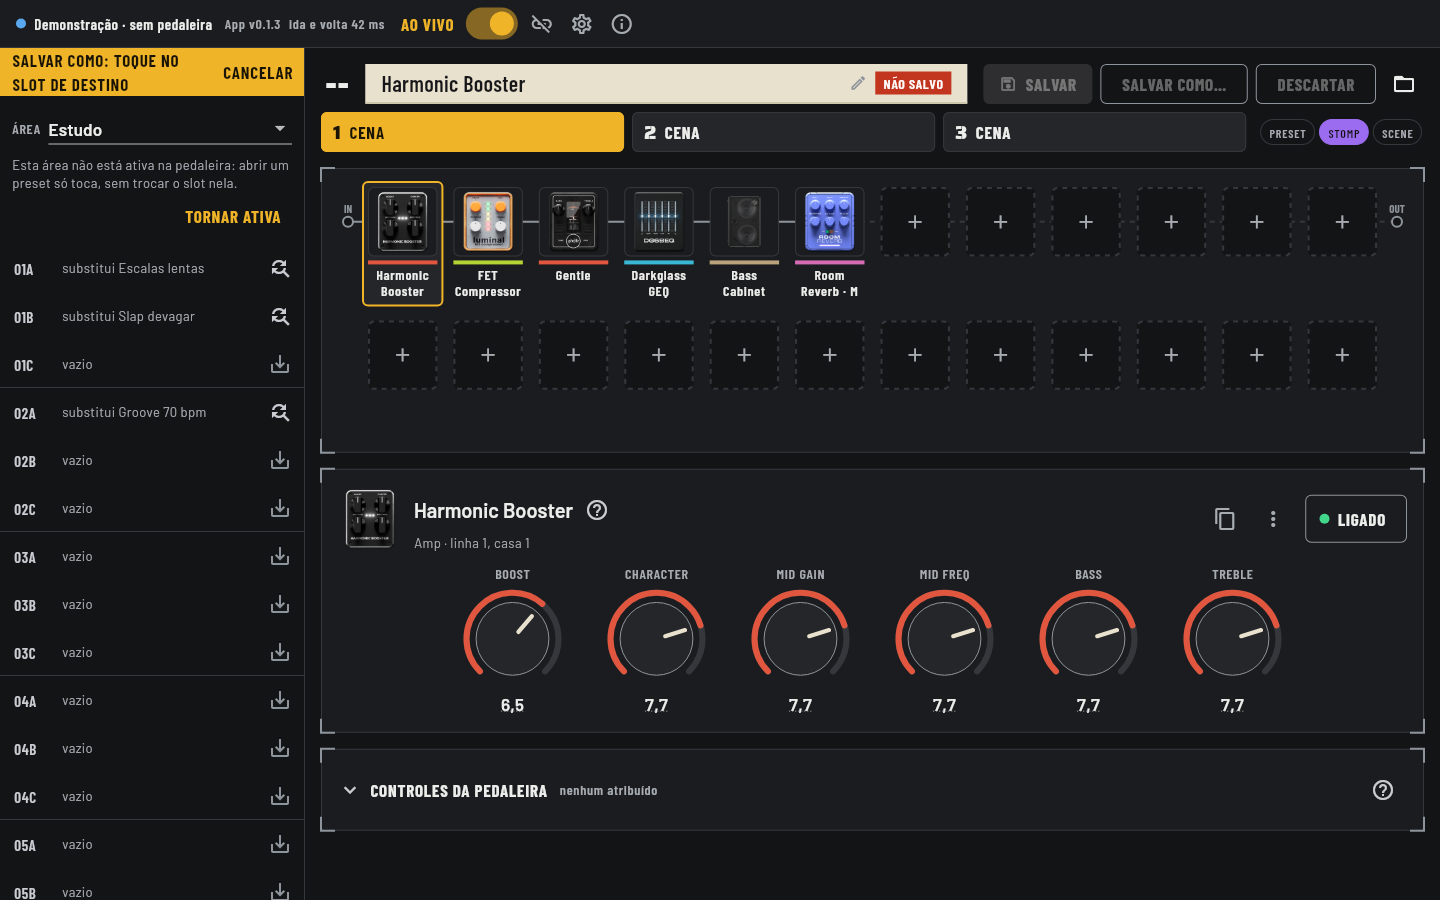 Demonstração · sem pedaleira App v0.1.3 Ida e volta 42 ms AO VIVO
SALVAR COMO: TOQUE NO
SLOT DE DESTINO
CANCELAR
ÁREA Estudo
Esta área não está ativa na pedaleira: abrir um
preset só toca, sem trocar o slot nela.
TORNAR ATIVA
01A substitui Escalas lentas
01B substitui Slap devagar
01C vazio
02A substitui Groove 70 bpm
02B vazio
02C vazio
03A vazio
03B vazio
03C vazio
04A vazio
04B vazio
04C vazio
05A vazio
05B vazio
-- Harmonic Booster NÃO SALVO SALVAR SALVAR COMO... DESCARTAR
1 CENA 2 CENA 3 CENA PRESET STOMP SCENE
IN
OUT
HARMONIC BOOSTER
luminal
DGSSEQ
ROOM
Harmonic
Booster
FET
Compressor
Gentle
Darkglass
GEQ
Bass
Cabinet
Room
Reverb · M
Harmonic Booster
Amp · linha 1, casa 1
LIGADO
BOOST CHARACTER MID GAIN MID FREQ BASS TREBLE
6,5 7,7 7,7 7,7 7,7 7,7
CONTROLES DA PEDALEIRA nenhum atribuído